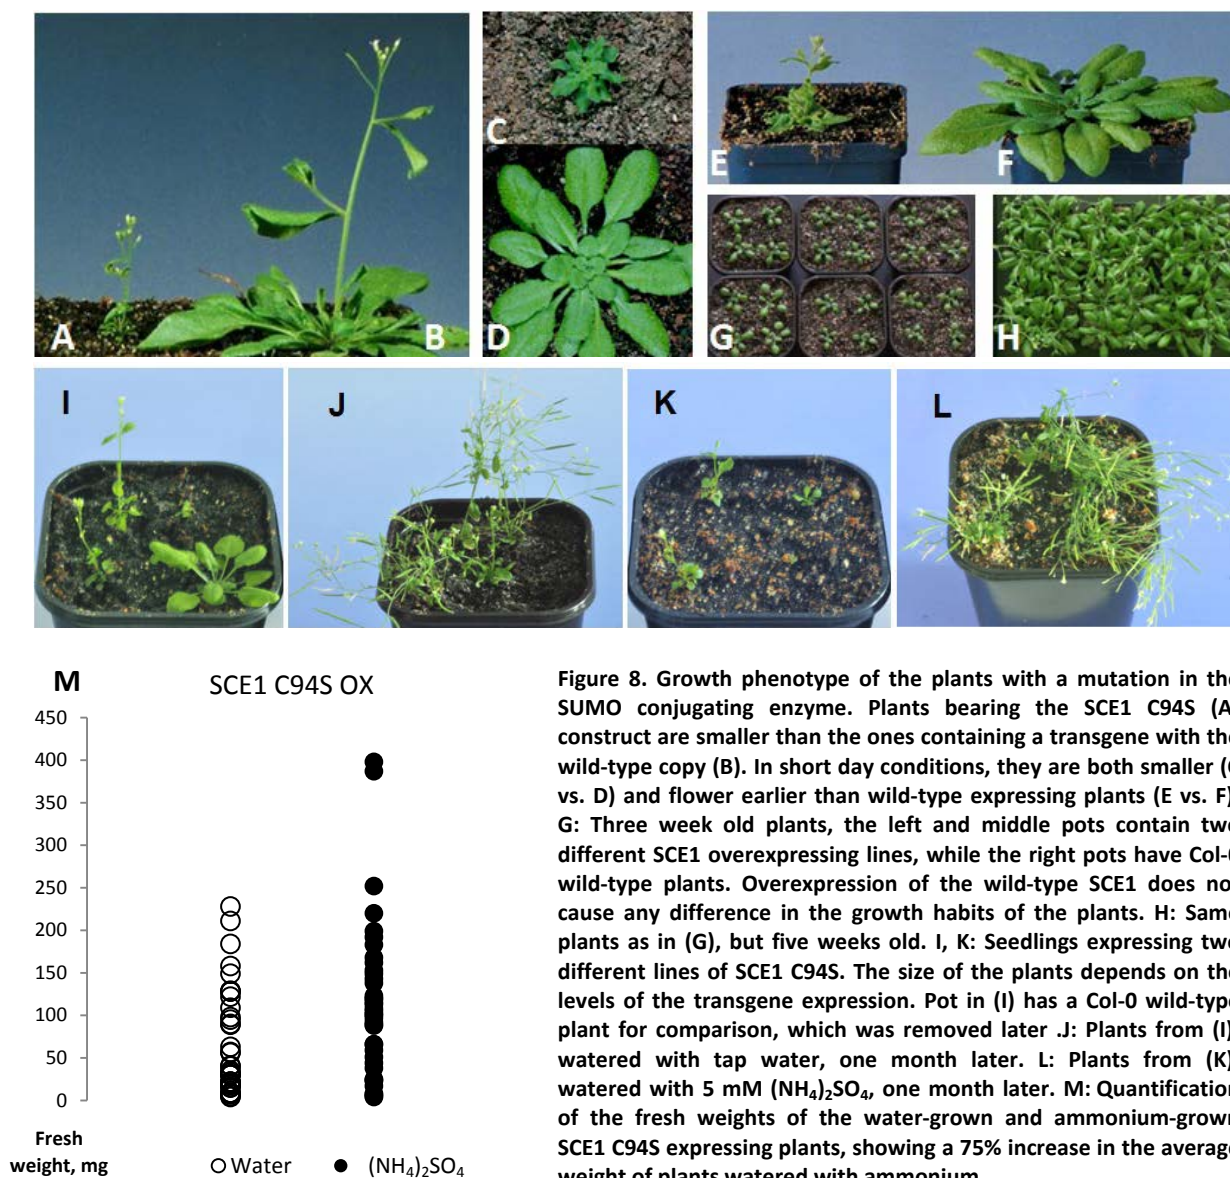 A
B
C
D
E
F
G
H
I
J
K
L
M
SCE1 C94S OX
450
400
350
300
250
200
150
100
50
0
Fresh
weight, mg
Water
(NH₄)₂SO₄
Figure 8. Growth phenotype of the plants with a mutation in the
SUMO conjugating enzyme. Plants bearing the SCE1 C94S (A
construct are smaller than the ones containing a transgene with the
wild-type copy (B). In short day conditions, they are both smaller (C
vs. D) and flower earlier than wild-type expressing plants (E vs. F)
G: Three week old plants, the left and middle pots contain two
different SCE1 overexpressing lines, while the right pots have Col-0
wild-type plants. Overexpression of the wild-type SCE1 does no
cause any difference in the growth habits of the plants. H: Same
plants as in (G), but five weeks old. I, K: Seedlings expressing two
different lines of SCE1 C94S. The size of the plants depends on the
levels of the transgene expression. Pot in (I) has a Col-0 wild-type
plant for comparison, which was removed later .J: Plants from (I)
watered with tap water, one month later. L: Plants from (K)
watered with 5 mM (NH₄)₂SO₄, one month later. M: Quantification
of the fresh weights of the water-grown and ammonium-grown
SCE1 C94S expressing plants, showing a 75% increase in the average
weight of plants watered with ammonium